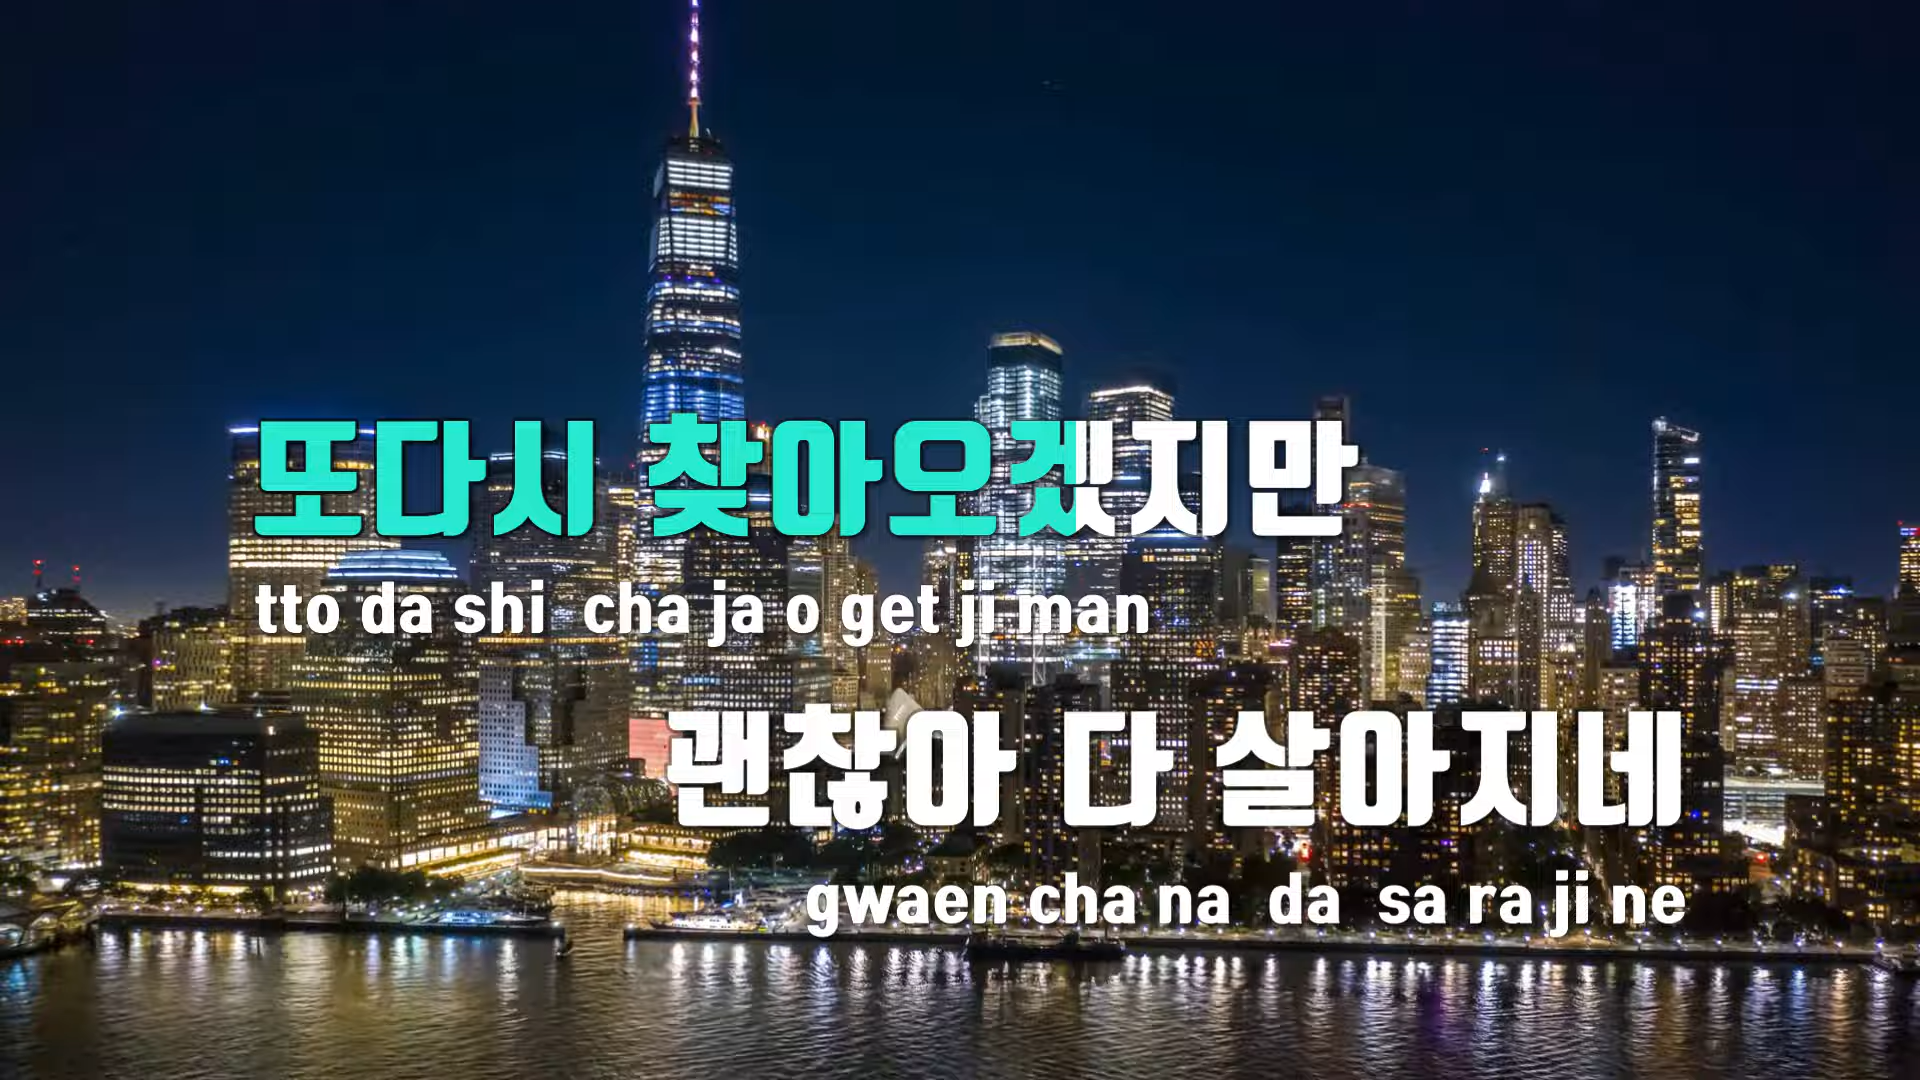 또다시 찾아오겠지만
tto da shi cha ja o get ji man
괜찮아 다 살아지네
gwaen cha na da sa ra ji ne